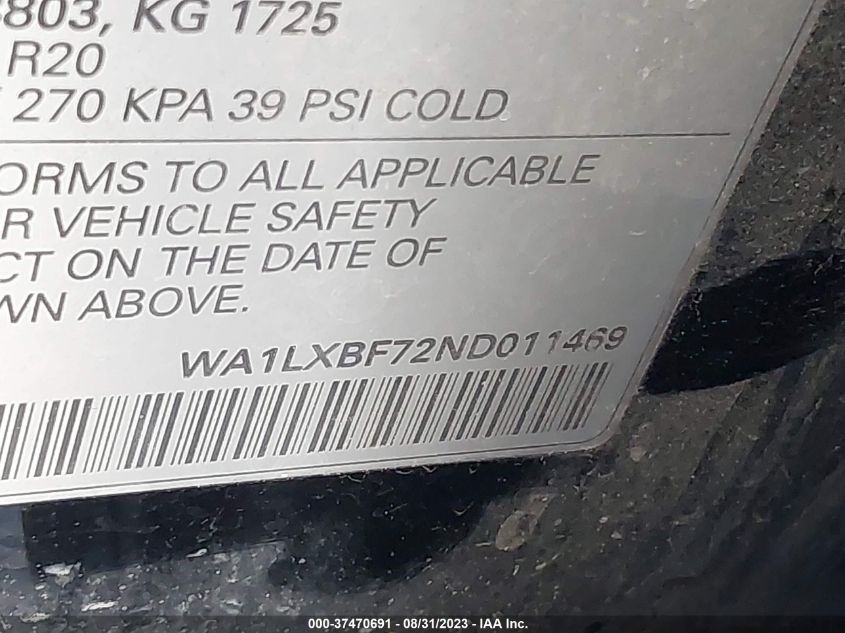 803, KG 1725
R20
270 KPA 39 PSI COLD
ORMS TO ALL APPLICABLE
R VEHICLE SAFETY
CT ON THE DATE OF
WN ABOVE.
WA1LXBF72ND011469
000-37470691 - 08/31/2023 - IAA Inc.